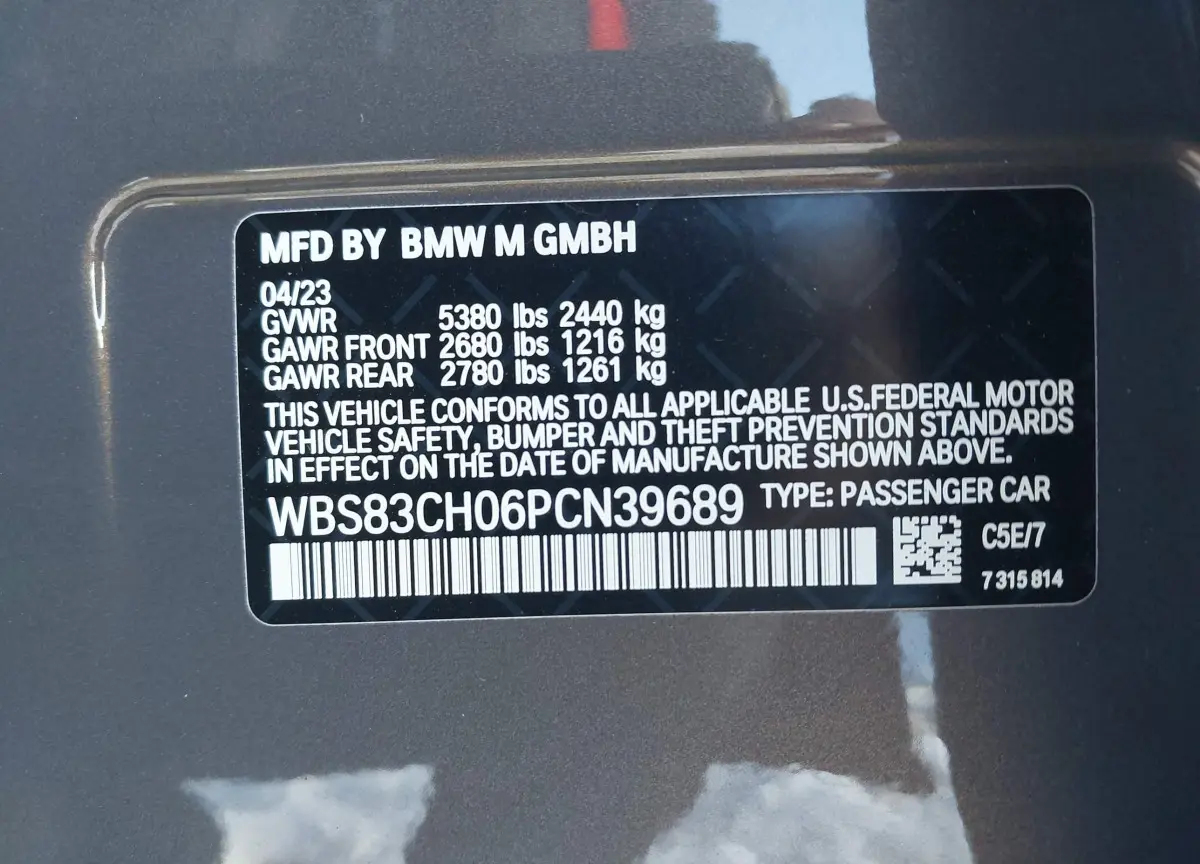 MFD BY BMW M GMBH
04/23
GVWR 5380 lbs 2440 kg
GAWR FRONT 2680 lbs 1216 kg
GAWR REAR 2780 lbs 1261 kg
THIS VEHICLE CONFORMS TO ALL APPLICABLE U.S.FEDERAL MOTOR
VEHICLE SAFETY, BUMPER AND THEFT PREVENTION STANDARDS
IN EFFECT ON THE DATE OF MANUFACTURE SHOWN ABOVE.
WBS83CH06PCN39689 TYPE: PASSENGER CAR
C5E/7
7 315 814